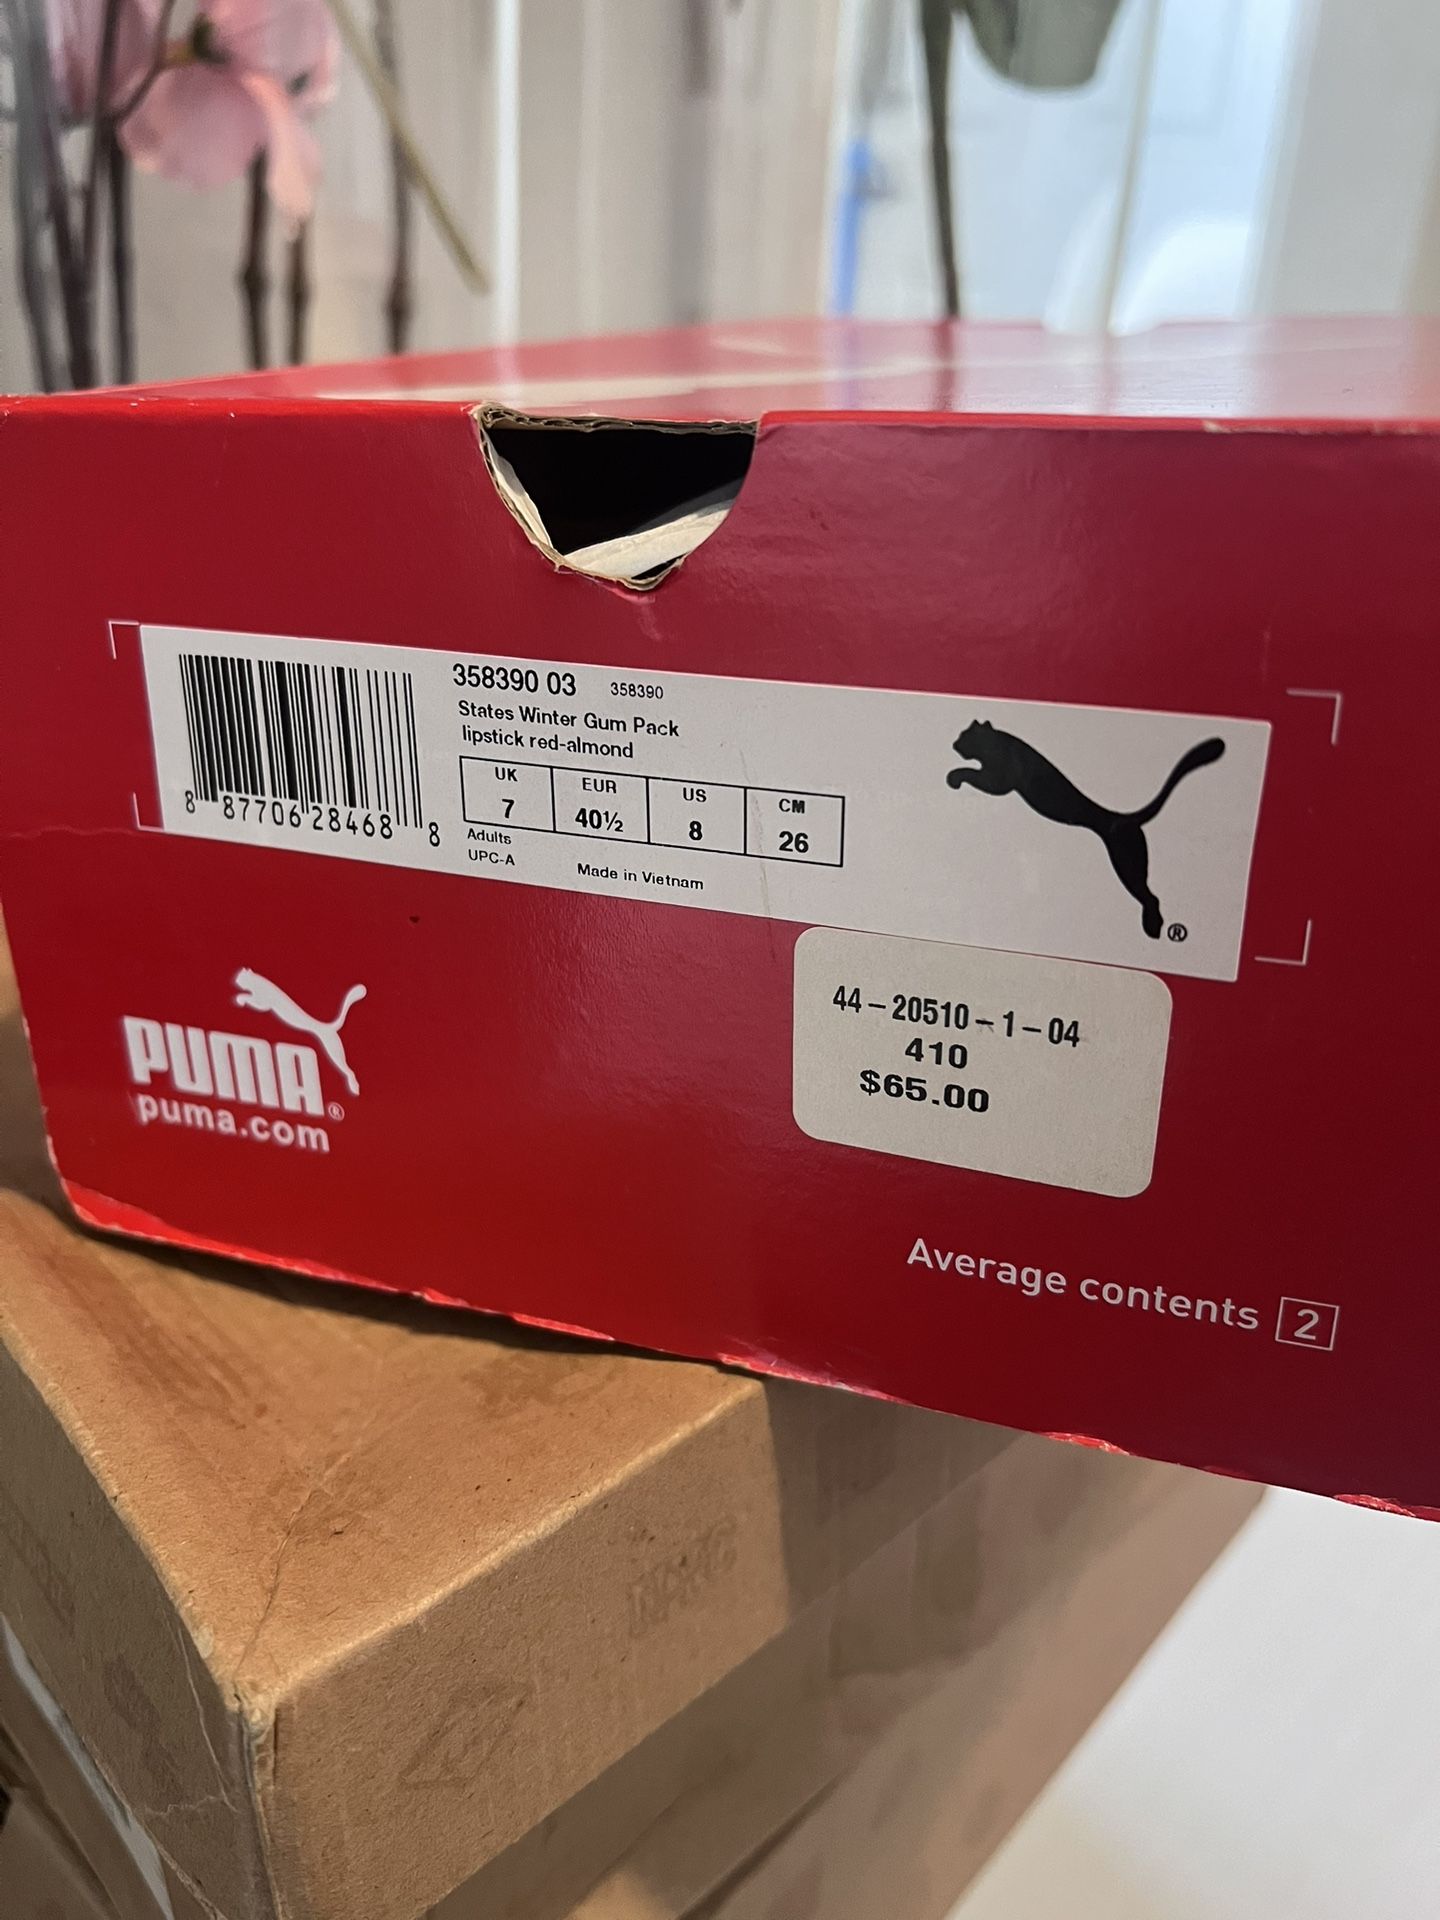 358390 03 358390
States Winter Gum Pack
lipstick red-almond
UK EUR US CM
7 40½ 8 26
Adults
UPC-A Made in Vietnam
8 87706 28468 8
®
PUMA®
puma.com
44-20510-1-04
410
$65.00
Average contents 2